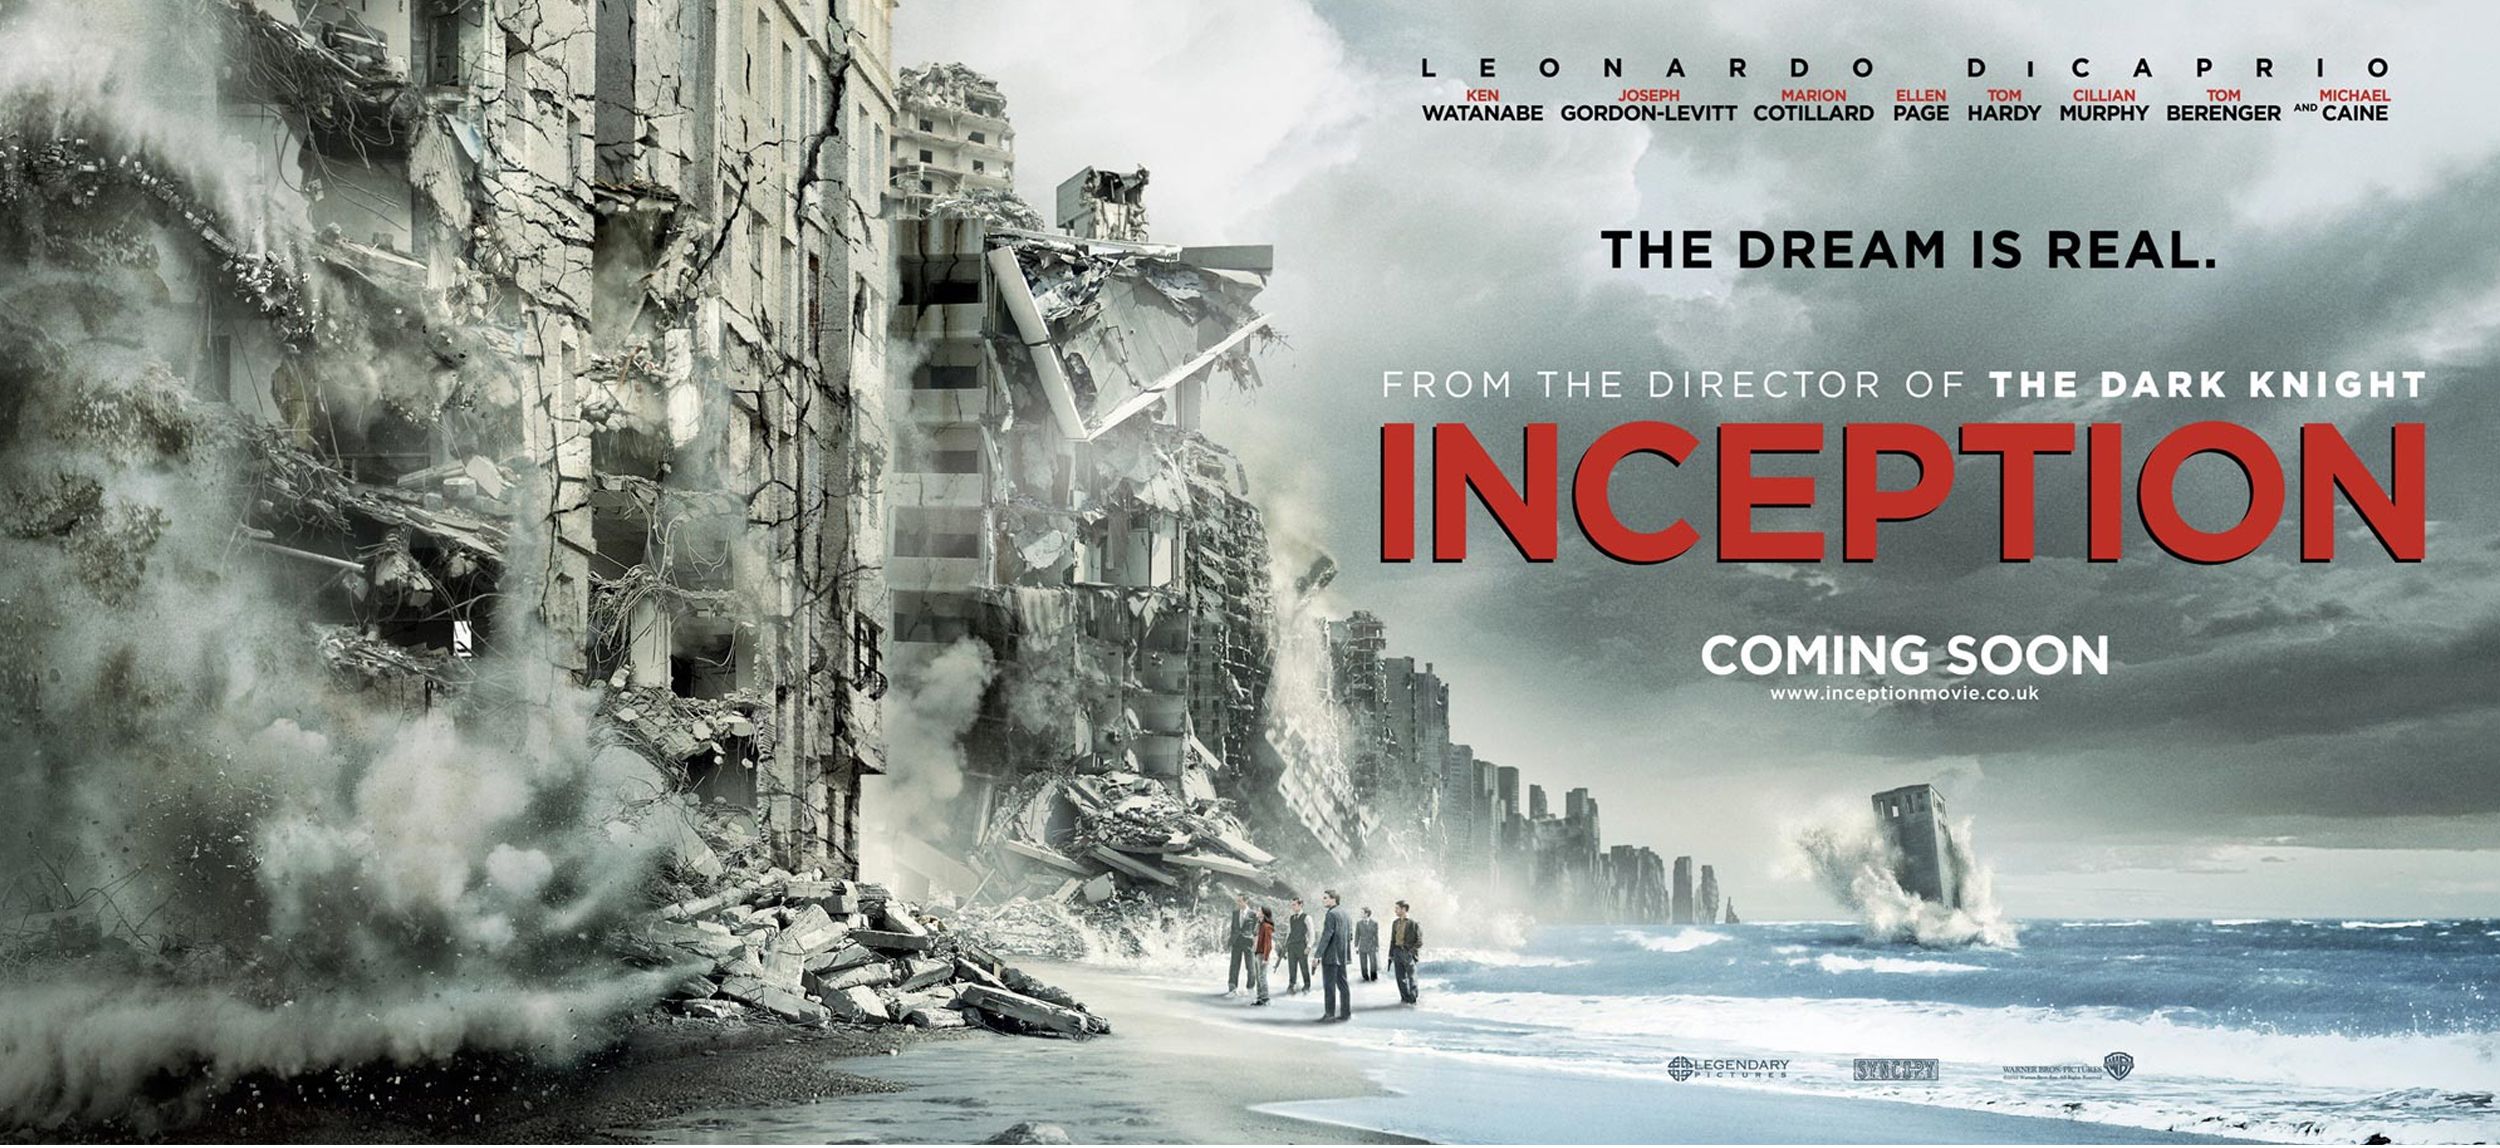 LEONARDO DiCAPRIO
KEN JOSEPH MARION ELLEN TOM CILLIAN TOM MICHAEL
WATANABE GORDON-LEVITT COTILLARD PAGE HARDY MURPHY BERENGER AND CAINE
THE DREAM IS REAL.
FROM THE DIRECTOR OF THE DARK KNIGHT
INCEPTION
COMING SOON
www.inceptionmovie.co.uk
LEGENDARY PICTURES
SYNCOPY
WARNER BROS. PICTURES